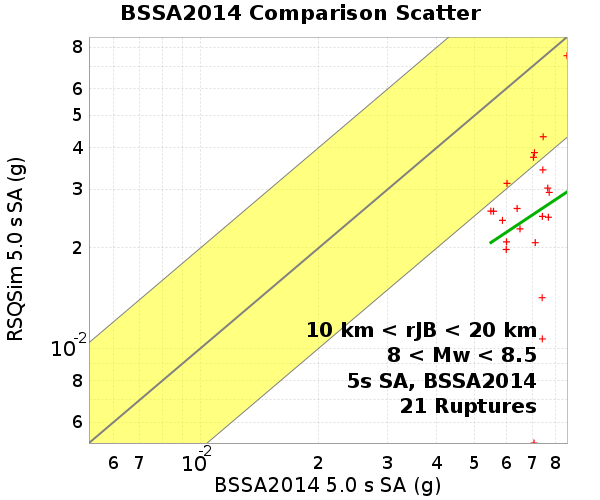 BSSA2014 Comparison Scatter
RSQSim 5.0 s SA (g)
8
6
5
4
3
2
10-2
8
6
10 km < rJB < 20 km
8 < Mw < 8.5
5s SA, BSSA2014
21 Ruptures
6 7 10-2 2 3 4 5 6 7 8
BSSA2014 5.0 s SA (g)